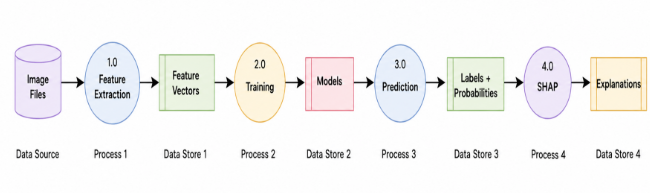 Image
Files
1.0
Feature
Extraction
Feature
Vectors
2.0
Training
Models
3.0
Prediction
Labels +
Probabilities
4.0
SHAP
Explanations
Data Source
Process 1
Data Store 1
Process 2
Data Store 2
Process 3
Data Store 3
Process 4
Data Store 4